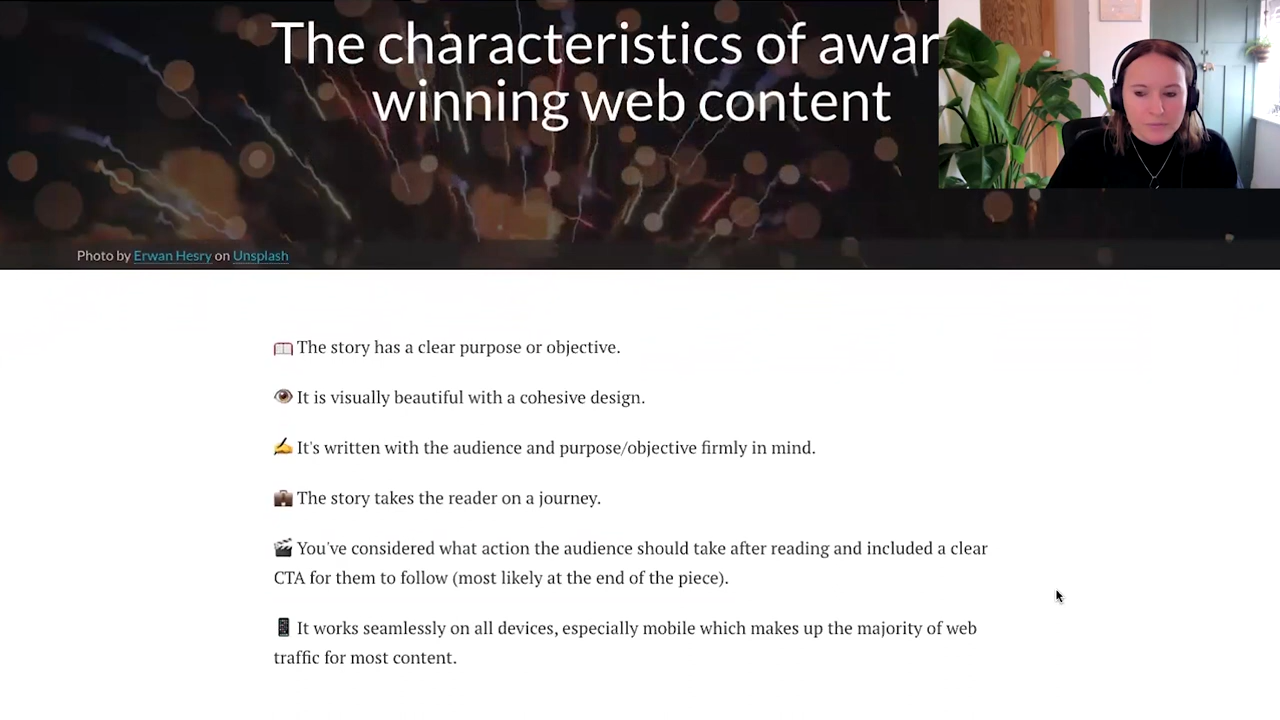 The characteristics of awar
winning web content
Photo by Erwan Hesry on Unsplash
📖 The story has a clear purpose or objective.
👁️ It is visually beautiful with a cohesive design.
✍️ It's written with the audience and purpose/objective firmly in mind.
💼 The story takes the reader on a journey.
🎬 You've considered what action the audience should take after reading and included a clear
CTA for them to follow (most likely at the end of the piece).
📱 It works seamlessly on all devices, especially mobile which makes up the majority of web
traffic for most content.